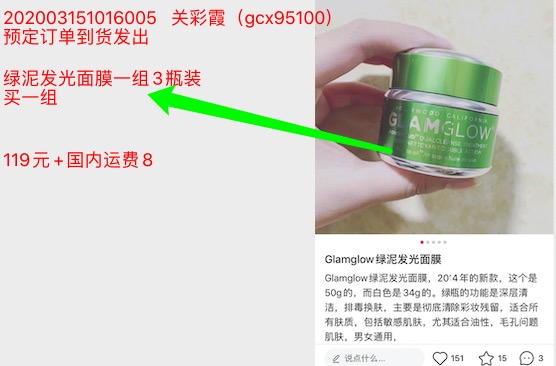 202003151016005 关彩霞（gcx95100）
预定订单到货发出
绿泥发光面膜一组3瓶装
买一组
119元+国内运费8
GLAMGLOW
Glamglow绿泥发光面膜
Glamglow绿泥发光面膜，2014年的新款，这个是
50g的，而白色是34g的。绿瓶的功能是深层清
洁，排毒换肤，主要是彻底清除彩妆残留，适合所
有肤质，包括敏感肌肤，尤其适合油性，毛孔问题
肌肤，男女通用，
说点什么... 151 15 3